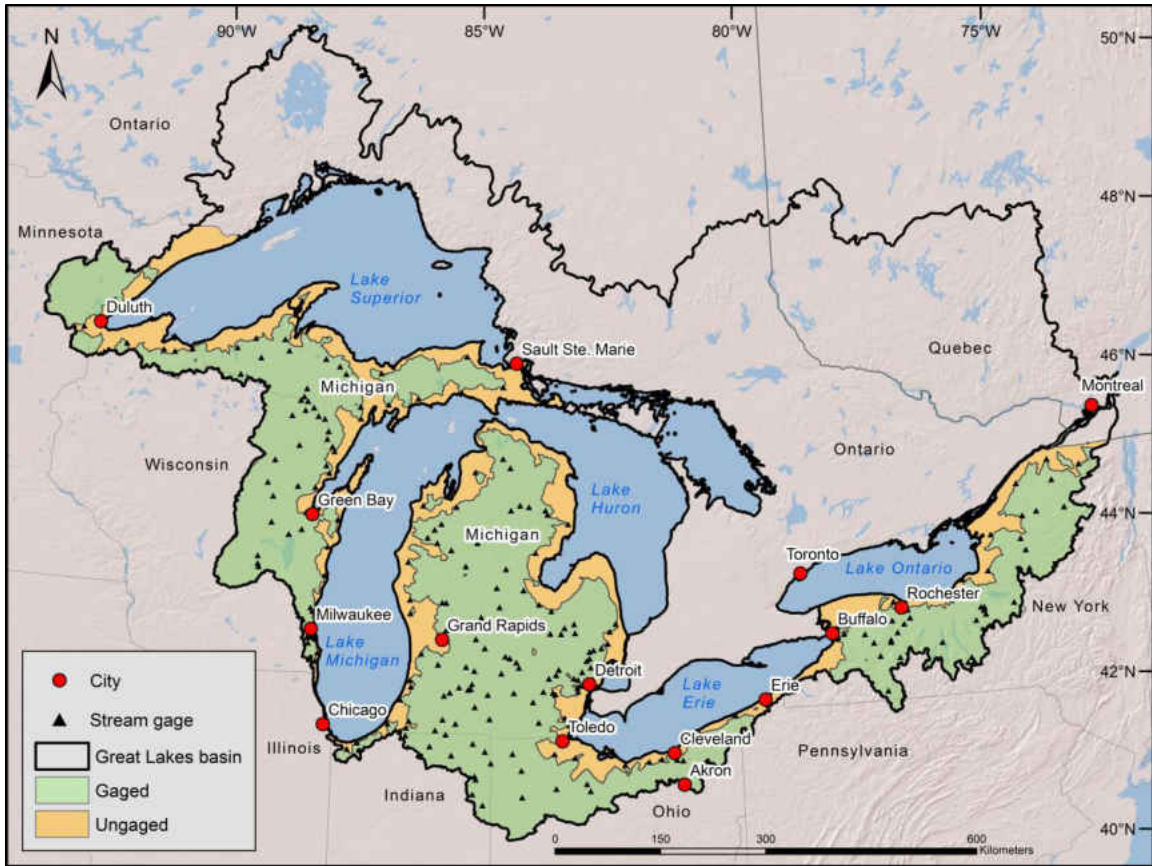 90°W
85°W
80°W
75°W
N
50°N
Ontario
48°N
Minnesota
Lake
Superior
Duluth
Sault Ste. Marie
Quebec
46°N
Michigan
Montreal
Wisconsin
Ontario
Lake
Huron
Green Bay
44°N
Michigan
Toronto
Lake Ontario
Rochester
New York
Milwaukee
Grand Rapids
Buffalo
Lake
Michigan
42°N
Detroit
Lake
Erie
Erie
Chicago
Toledo
Cleveland
Illinois
Pennsylvania
Akron
Indiana
Ohio
40°N
City
Stream gage
Great Lakes basin
Gaged
Ungaged
0
150
300
600
Kilometers